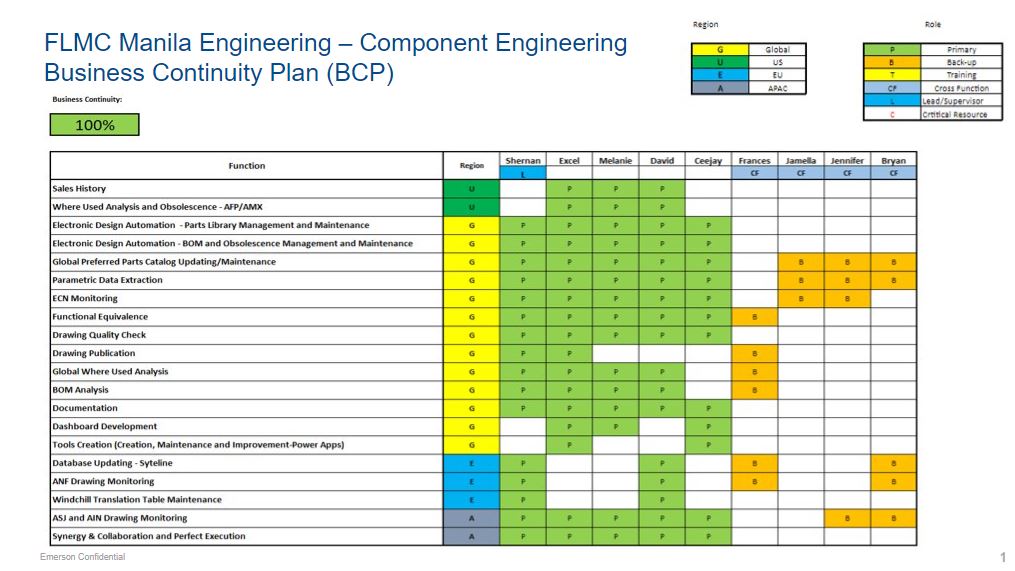 FLMC Manila Engineering – Component Engineering
Business Continuity Plan (BCP)
Business Continuity:
100%
Region
G Global
U US
E EU
A APAC
Role
P Primary
B Back-up
T Training
CF Cross Function
L Lead/Supervisor
C Crtitical Resource
Function Region Shernan Excel Melanie David Ceejay Frances Jamella Jennifer Bryan
L CF CF CF CF
Sales History U P P P
Where Used Analysis and Obsolescence - AFP/AMX U P P P
Electronic Design Automation - Parts Library Management and Maintenance G P P P P P
Electronic Design Automation - BOM and Obsolescence Management and Maintenance G P P P P P
Global Preferred Parts Catalog Updating/Maintenance G P P P P P B B B
Parametric Data Extraction G P P P P P B B B
ECN Monitoring G P P P P P B B
Functional Equivalence G P P P P P B
Drawing Quality Check G P P P P P
Drawing Publication G P P B
Global Where Used Analysis G P P P P B
BOM Analysis G P P P P B
Documentation G P P P P P
Dashboard Development G P P P
Tools Creation (Creation, Maintenance and Improvement-Power Apps) G P P
Database Updating - Syteline E P P B B
ANF Drawing Monitoring E P P B B
Windchill Translation Table Maintenance E P P
ASJ and AIN Drawing Monitoring A P P P P P B B
Synergy & Collaboration and Perfect Execution A P P P P P
Emerson Confidential
1